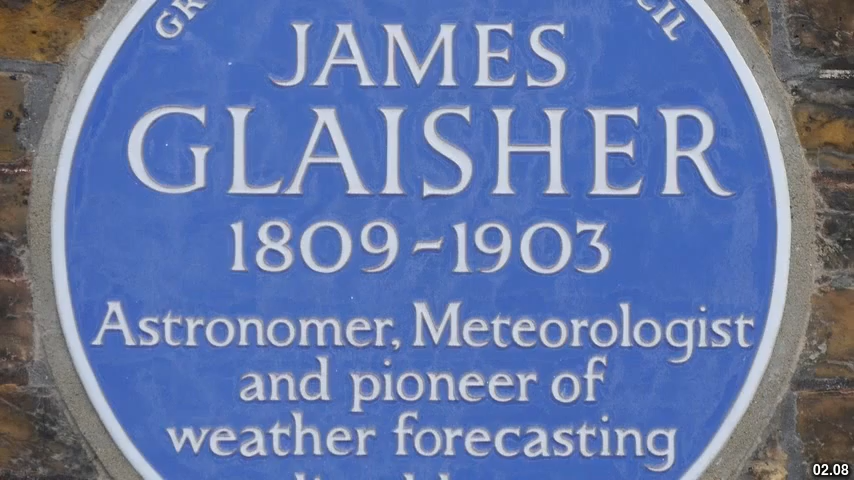 JAMES
GLAISHER
1809-1903
Astronomer, Meteorologist
and pioneer of
weather forecasting
02.08